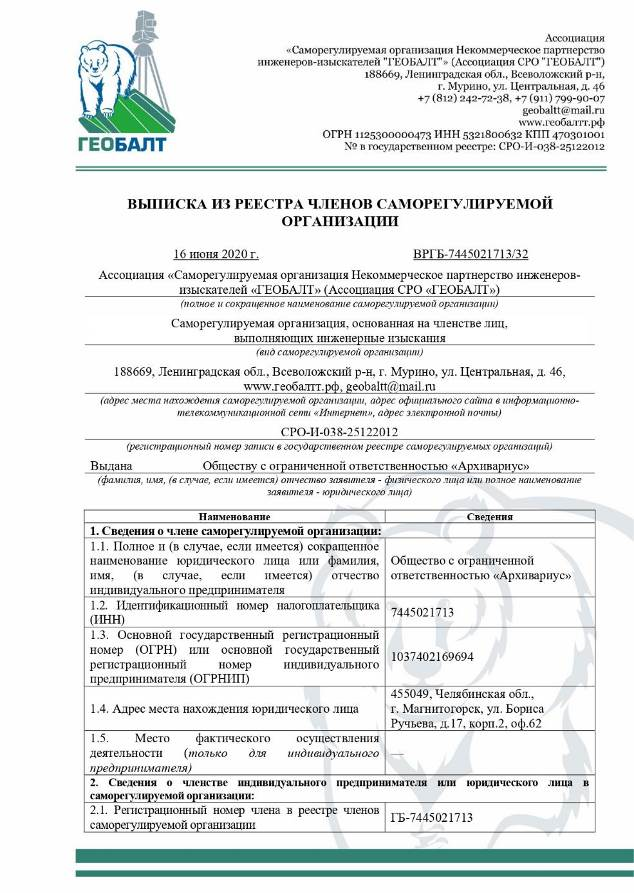 ГЕОБАЛТ
Ассоциация
«Саморегулируемая организация Некоммерческое партнерство
инженеров-изыскателей "ГЕОБАЛТ"» (Ассоциация СРО "ГЕОБАЛТ")
188669, Ленинградская обл., Всеволожский р-н,
г. Мурино, ул. Центральная, д. 46
+7 (812) 242-72-38, +7 (911) 799-90-07
geobaltt@mail.ru
www.геобалтт.рф
ОГРН 1125300000473 ИНН 5321800632 КПП 470301001
№ в государственном реестре: СРО-И-038-25122012
ВЫПИСКА ИЗ РЕЕСТРА ЧЛЕНОВ САМОРЕГУЛИРУЕМОЙ
ОРГАНИЗАЦИИ
16 июня 2020 г. ВРГБ-7445021713/32
Ассоциация «Саморегулируемая организация Некоммерческое партнерство инженеров-
изыскателей «ГЕОБАЛТ» (Ассоциация СРО «ГЕОБАЛТ»)
(полное и сокращенное наименование саморегулируемой организации)
Саморегулируемая организация, основанная на членстве лиц,
выполняющих инженерные изыскания
(вид саморегулируемой организации)
188669, Ленинградская обл., Всеволожский р-н, г. Мурино, ул. Центральная, д. 46,
www.геобалтт.рф, geobaltt@mail.ru
(адрес места нахождения саморегулируемой организации, адрес официального сайта в информационно-
телекоммуникационной сети «Интернет», адрес электронной почты)
СРО-И-038-25122012
(регистрационный номер записи в государственном реестре саморегулируемых организаций)
Выдана Обществу с ограниченной ответственностью «Архивариус»
(фамилия, имя, (в случае, если имеется) отчество заявителя - физического лица или полное наименование
заявителя - юридического лица)
Наименование Сведения
1. Сведения о члене саморегулируемой организации:
1.1. Полное и (в случае, если имеется) сокращенное
наименование юридического лица или фамилия,
имя, (в случае, если имеется) отчество
индивидуального предпринимателя
Общество с ограниченной
ответственностью «Архивариус»
1.2. Идентификационный номер налогоплательщика
(ИНН)
7445021713
1.3. Основной государственный регистрационный
номер (ОГРН) или основной государственный
регистрационный номер индивидуального
предпринимателя (ОГРНИП)
1037402169694
1.4. Адрес места нахождения юридического лица
455049, Челябинская обл.,
г. Магнитогорск, ул. Бориса
Ручьева, д.17, корп.2, оф.62
1.5. Место фактического осуществления
деятельности (только для индивидуального
предпринимателя)
—
2. Сведения о членстве индивидуального предпринимателя или юридического лица в
саморегулируемой организации:
2.1. Регистрационный номер члена в реестре членов
саморегулируемой организации
ГБ-7445021713